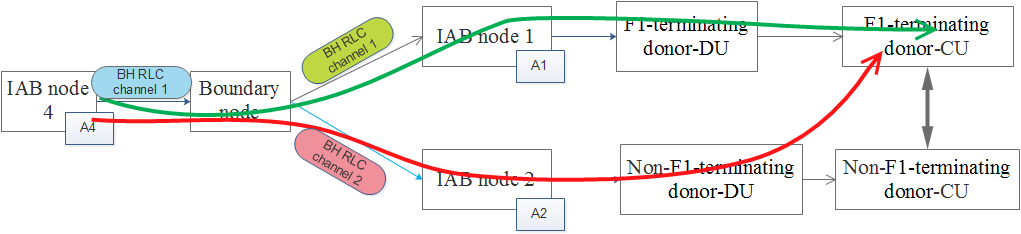 IAB node
4
A4
BH RLC
channel 1
Boundary
node
BH RLC
channel 1
BH RLC
channel 2
IAB node 1
A1
IAB node 2
A2
F1-terminating
donor-DU
F1-terminating
donor-CU
Non-F1-terminating
donor-DU
Non-F1-terminating
donor-CU